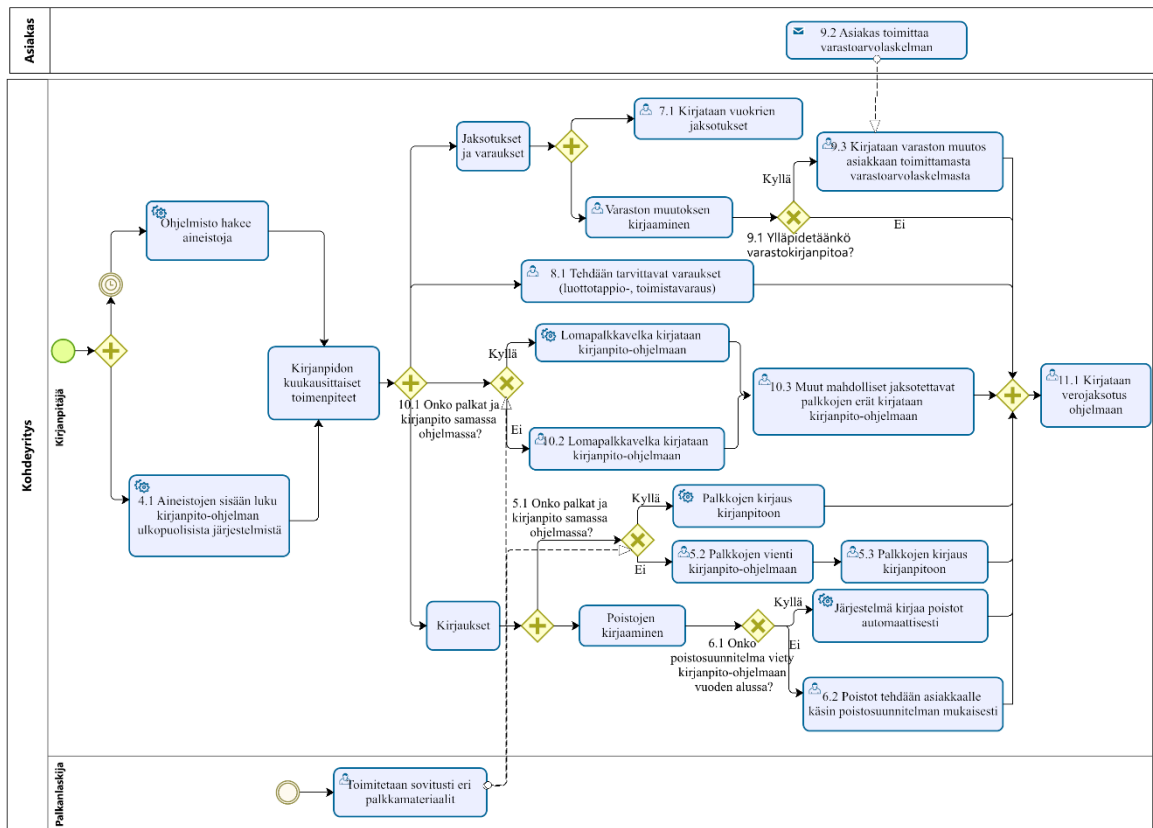 Asiakas
9.2 Asiakas toimittaa
varastoarvolaskelman
Kohdeyritys
Kirjanpitäjä
Ohjelmisto hakee
aineistoja
4.1 Aineistojen sisään luku
kirjanpito-ohjelman
ulkopuolisista järjestelmistä
Kirjanpidon
kuukausittaiset
toimenpiteet
Jaksotukset
ja varaukset
7.1 Kirjataan vuokrien
jaksotukset
Varaston muutoksen
kirjaaminen
9.1 Ylläpidetäänkö
varastokirjanpitoa?
Kyllä
Ei
9.3 Kirjataan varaston muutos
asiakkaan toimittamasta
varastoarvolaskelmasta
8.1 Tehdään tarvittavat varaukset
(luottotappio-, toimistavaraus)
10.1 Onko palkat ja
kirjanpito samassa
ohjelmassa?
Kyllä
Ei
Lomapalkkavelka kirjataan
kirjanpito-ohjelmaan
10.2 Lomapalkkavelka kirjataan
kirjanpito-ohjelmaan
10.3 Muut mahdolliset jaksotettavat
palkkojen erät kirjataan
kirjanpito-ohjelmaan
11.1 Kirjataan
verojaksotus
ohjelmaan
5.1 Onko palkat ja
kirjanpito samassa
ohjelmassa?
Kyllä
Ei
Palkkojen kirjaus
kirjanpitoon
5.2 Palkkojen vienti
kirjanpito-ohjelmaan
5.3 Palkkojen kirjaus
kirjanpitoon
Kirjaukset
Poistojen
kirjaaminen
6.1 Onko
poistosuunnitelma viety
kirjanpito-ohjelmaan
vuoden alussa?
Kyllä
Ei
Järjestelmä kirjaa poistot
automaattisesti
6.2 Poistot tehdään asiakkaalle
käsin poistosuunnitelman mukaisesti
Palkanlaskija
Toimitetaan sovitusti eri
palkkamateriaalit